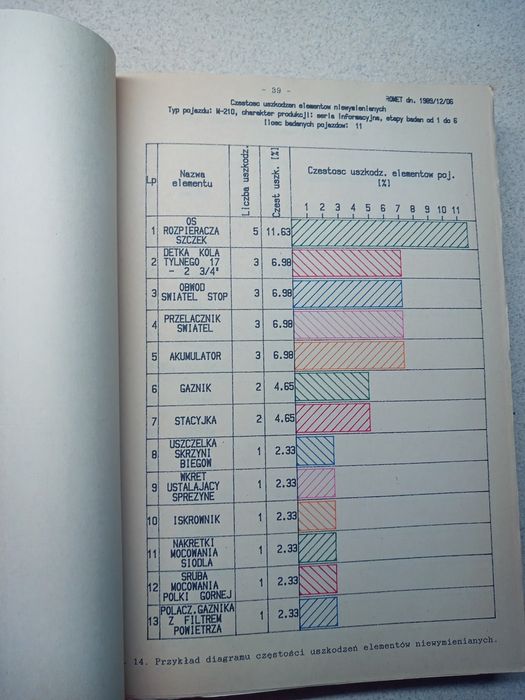 - 39 -
ROMET dn. 1989/12/06
Czestosc uszkodzen elementow niewymienianych
Typ pojazdu: M-210, charakter produkcji: seria informacyjna, etapy badan od 1 do 6
Ilosc badanych pojazdow: 11
Lp Nazwa elementu Liczba uszkodz. Czest uszk. [%] Czestosc uszkodz. elementow poj. [%]
1 2 3 4 5 6 7 8 9 10 11
1 OS ROZPIERACZA SZCZEK 5 11.63
2 DETKA KOLA TYLNEGO 17 - 2 3/4" 3 6.98
3 OBWOD SWIATEL STOP 3 6.98
4 PRZELACZNIK SWIATEL 3 6.98
5 AKUMULATOR 3 6.98
6 GAZNIK 2 4.65
7 STACYJKA 2 4.65
8 USZCZELKA SKRZYNI BIEGOW 1 2.33
9 WKRET USTALAJACY SPREZYNE 1 2.33
10 ISKROWNIK 1 2.33
11 NAKRETKI MOCOWANIA SIODLA 1 2.33
12 SRUBA MOCOWANIA POLKI GORNEJ 1 2.33
13 POLACZ.GAZNIKA Z FILTREM POWIETRZA 1 2.33
14. Przykład diagramu częstości uszkodzeń elementów niewymienianych.